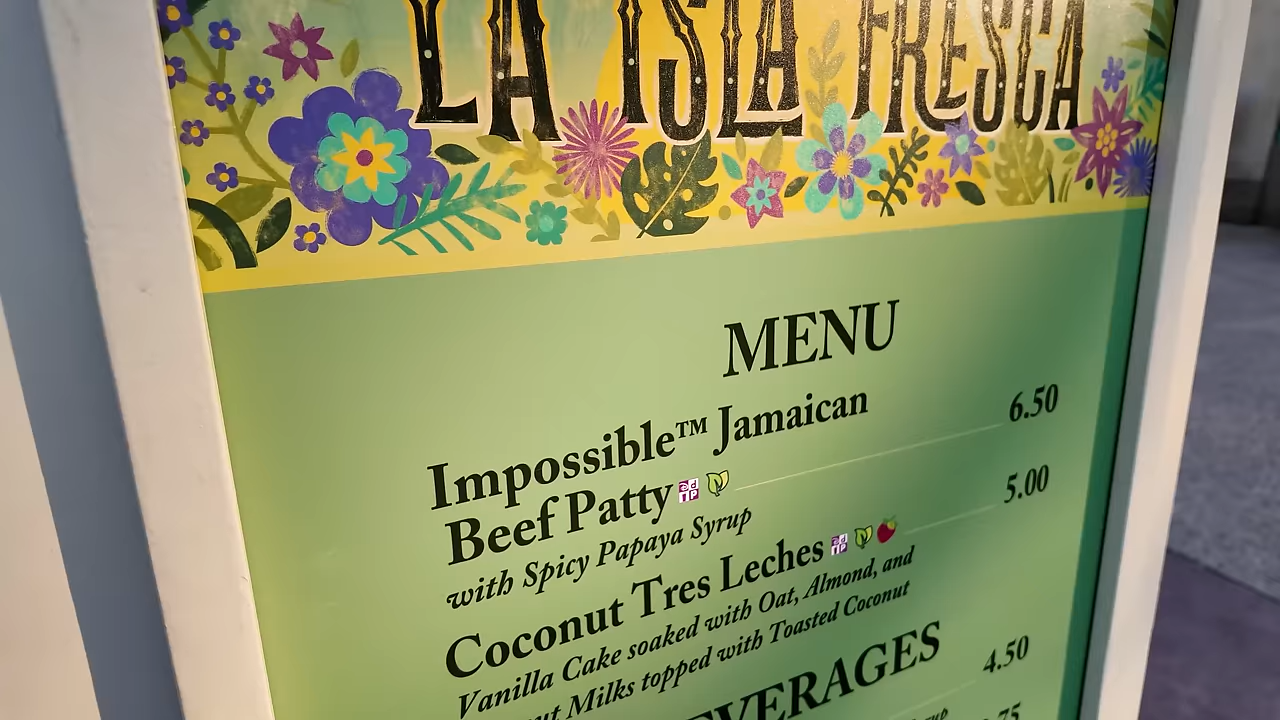 LA ISLA FRESCA
MENU
Impossible™ Jamaican
Beef Patty 6.50
with Spicy Papaya Syrup
Coconut Tres Leches 5.00
Vanilla Cake soaked with Oat, Almond, and
Milks topped with Toasted Coconut
4.50